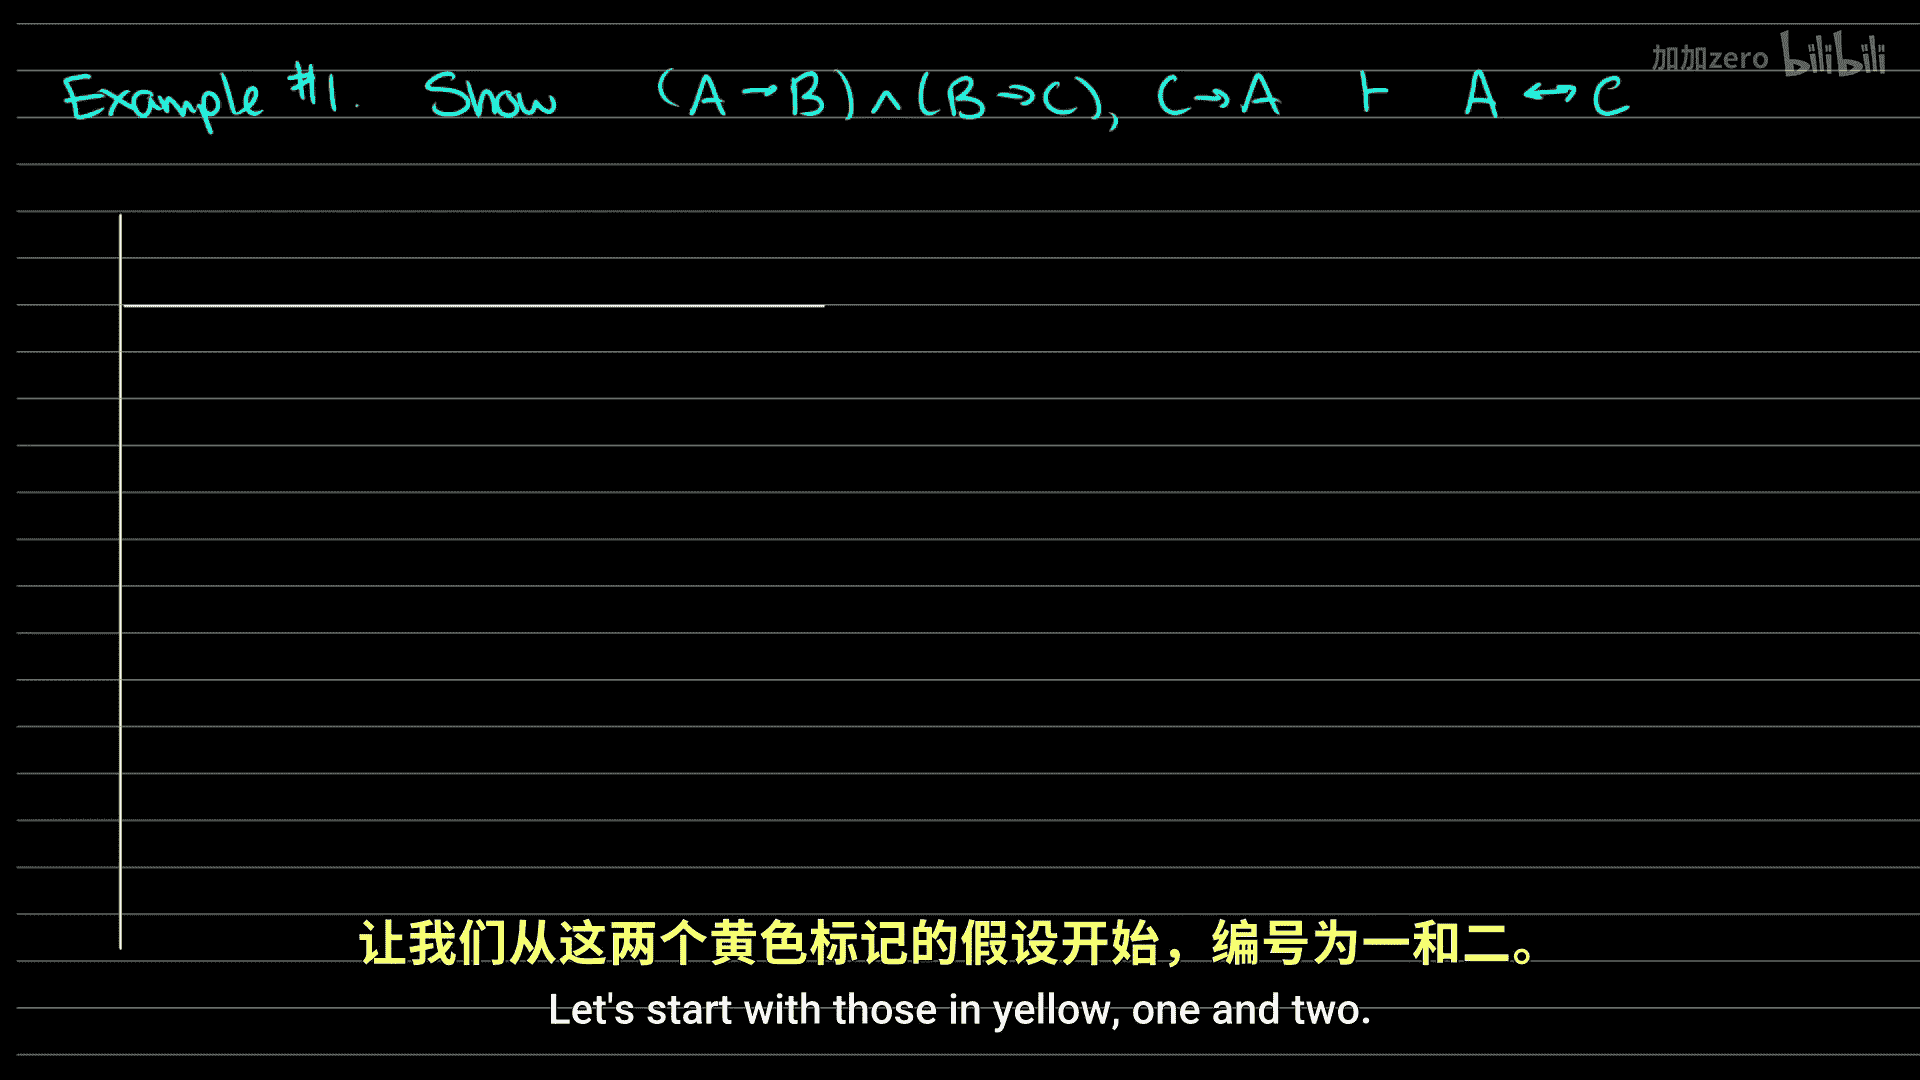 加加zero bilibili
Example #1. Show (A → B) ∧ (B → C), C → A ⊢ A ↔ C
让我们从这两个黄色标记的假设开始，编号为一和二。
Let's start with those in yellow, one and two.